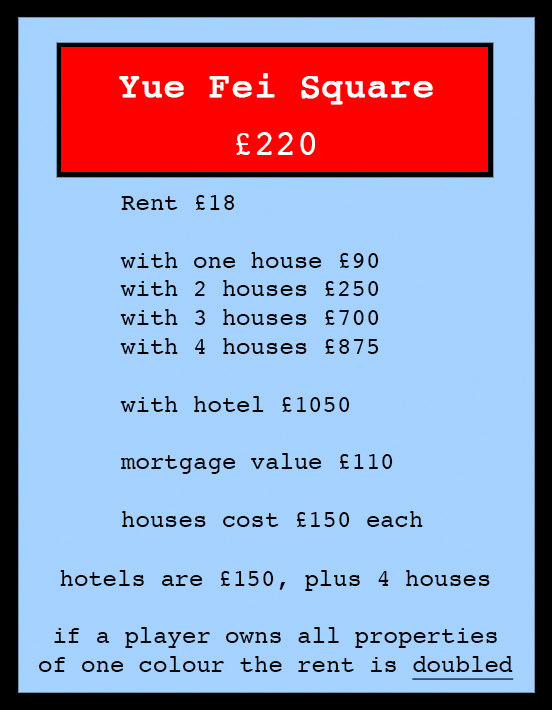 Yue Fei Square
£220
Rent £18
with one house £90
with 2 houses £250
with 3 houses £700
with 4 houses £875
with hotel £1050
mortgage value £110
houses cost £150 each
hotels are £150, plus 4 houses
if a player owns all properties
of one colour the rent is doubled